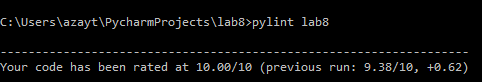 C:\Users\azayt\PycharmProjects\lab8>pylint lab8
--------------------------------------------------------------------
Your code has been rated at 10.00/10 (previous run: 9.38/10, +0.62)